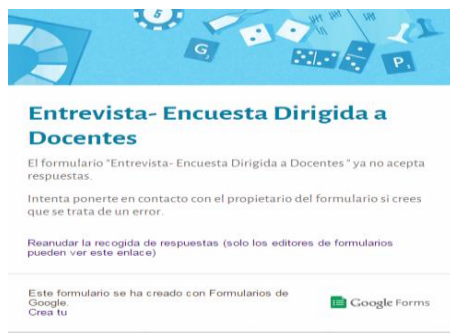 5
G
P
Entrevista- Encuesta Dirigida a
Docentes
El formulario "Entrevista- Encuesta Dirigida a Docentes " ya no acepta
respuestas.
Intenta ponerte en contacto con el propietario del formulario si crees
que se trata de un error.
Reanudar la recogida de respuestas (solo los editores de formularios
pueden ver este enlace)
Este formulario se ha creado con Formularios de
Google.
Crea tu
Google Forms